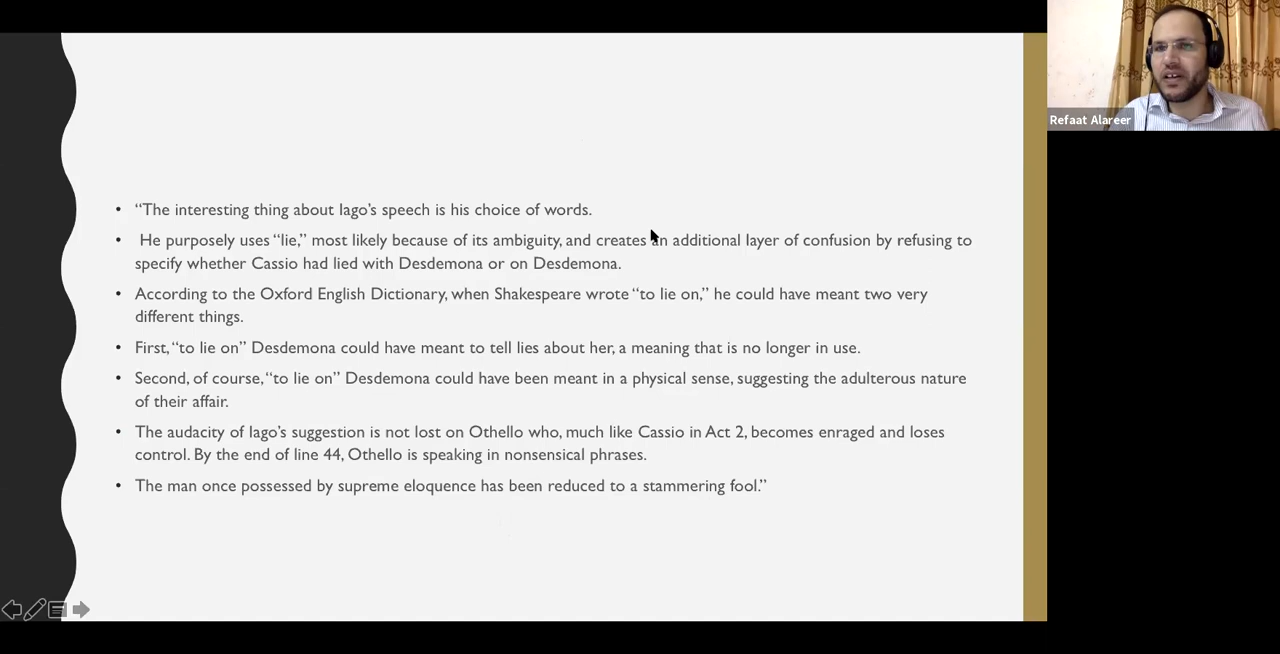 “The interesting thing about Iago’s speech is his choice of words.
He purposely uses “lie,” most likely because of its ambiguity, and creates an additional layer of confusion by refusing to
specify whether Cassio had lied with Desdemona or on Desdemona.
According to the Oxford English Dictionary, when Shakespeare wrote “to lie on,” he could have meant two very
different things.
First, “to lie on” Desdemona could have meant to tell lies about her, a meaning that is no longer in use.
Second, of course, “to lie on” Desdemona could have been meant in a physical sense, suggesting the adulterous nature
of their affair.
The audacity of Iago’s suggestion is not lost on Othello who, much like Cassio in Act 2, becomes enraged and loses
control. By the end of line 44, Othello is speaking in nonsensical phrases.
The man once possessed by supreme eloquence has been reduced to a stammering fool.”
Refaat Alareer